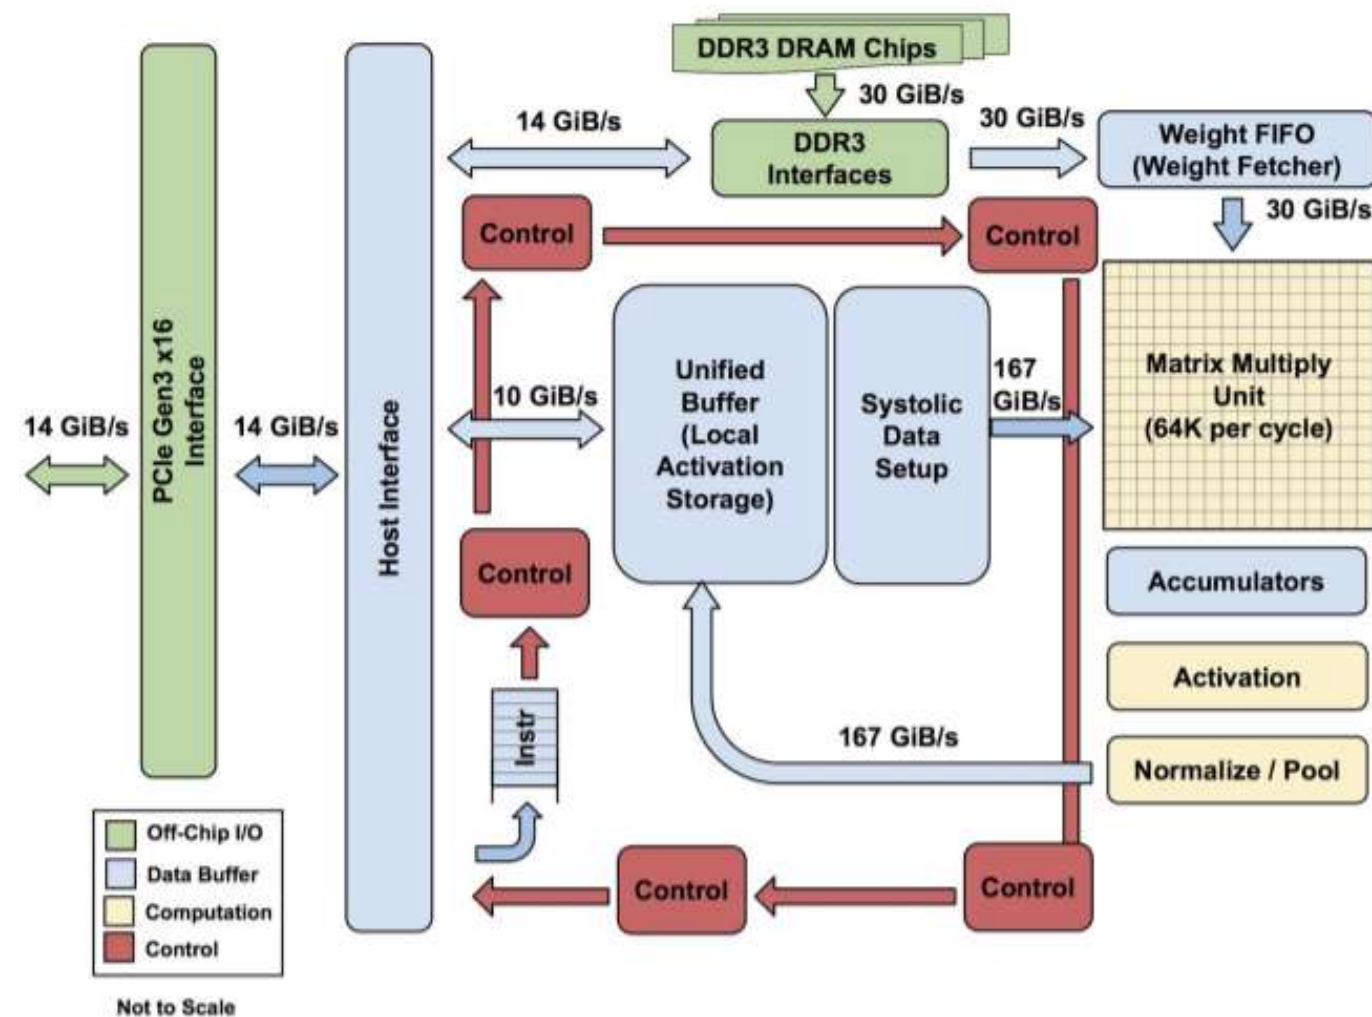 DDR3 DRAM Chips
30 GiB/s
14 GiB/s
DDR3
Interfaces
30 GiB/s
Weight FIFO
(Weight Fetcher)
30 GiB/s
Control
Control
PCIe Gen3 x16
Interface
Host Interface
14 GiB/s
14 GiB/s
10 GiB/s
Unified
Buffer
(Local
Activation
Storage)
Systolic
Data
Setup
167
GiB/s
Matrix Multiply
Unit
(64K per cycle)
Control
Accumulators
Activation
Instr
167 GiB/s
Normalize / Pool
Off-Chip I/O
Data Buffer
Computation
Control
Control
Control
Not to Scale